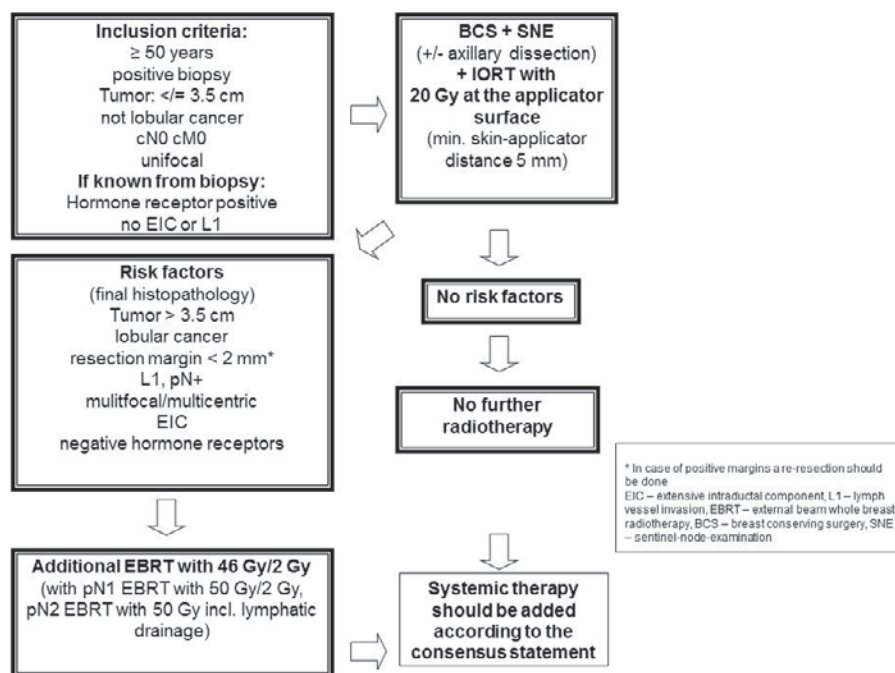 Inclusion criteria:
≥ 50 years
positive biopsy
Tumor: </= 3.5 cm
not lobular cancer
cN0 cM0
unifocal
If known from biopsy:
Hormone receptor positive
no EIC or L1
BCS + SNE
(+/- axillary dissection)
+ IORT with
20 Gy at the applicator
surface
(min. skin-applicator
distance 5 mm)
Risk factors
(final histopathology)
Tumor > 3.5 cm
lobular cancer
resection margin < 2 mm*
L1, pN+
mulitfocal/multicentric
EIC
negative hormone receptors
No risk factors
No further
radiotherapy
* In case of positive margins a re-resection should
be done
EIC – extensive intraductal component, L1 – lymph
vessel invasion, EBRT – external beam whole breast
radiotherapy, BCS – breast conserving surgery, SNE
– sentinel-node-examination
Additional EBRT with 46 Gy/2 Gy
(with pN1 EBRT with 50 Gy/2 Gy,
pN2 EBRT with 50 Gy incl. lymphatic
drainage)
Systemic therapy
should be added
according to the
consensus statement